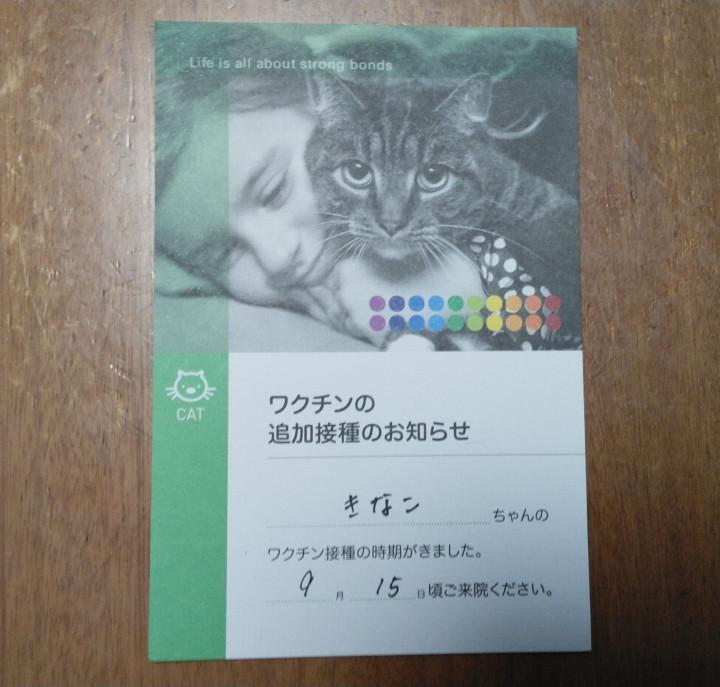 Life is all about strong bonds
CAT
ワクチンの
追加接種のお知らせ
きなこ ちゃんの
ワクチン接種の時期がきました。
9月15日頃ご来院ください。